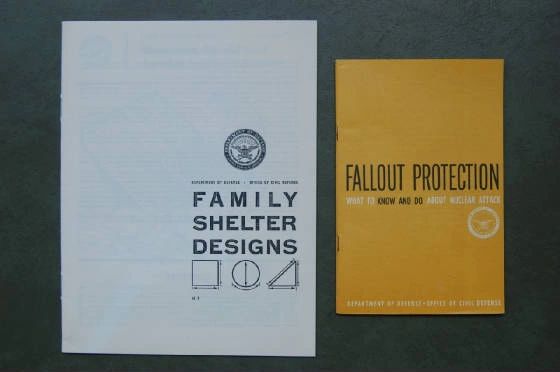 DEPARTMENT OF DEFENSE • OFFICE OF CIVIL DEFENSE
FAMILY
SHELTER
DESIGNS
FALLOUT PROTECTION
WHAT TO KNOW AND DO ABOUT NUCLEAR ATTACK
DEPARTMENT OF DEFENSE • OFFICE OF CIVIL DEFENSE